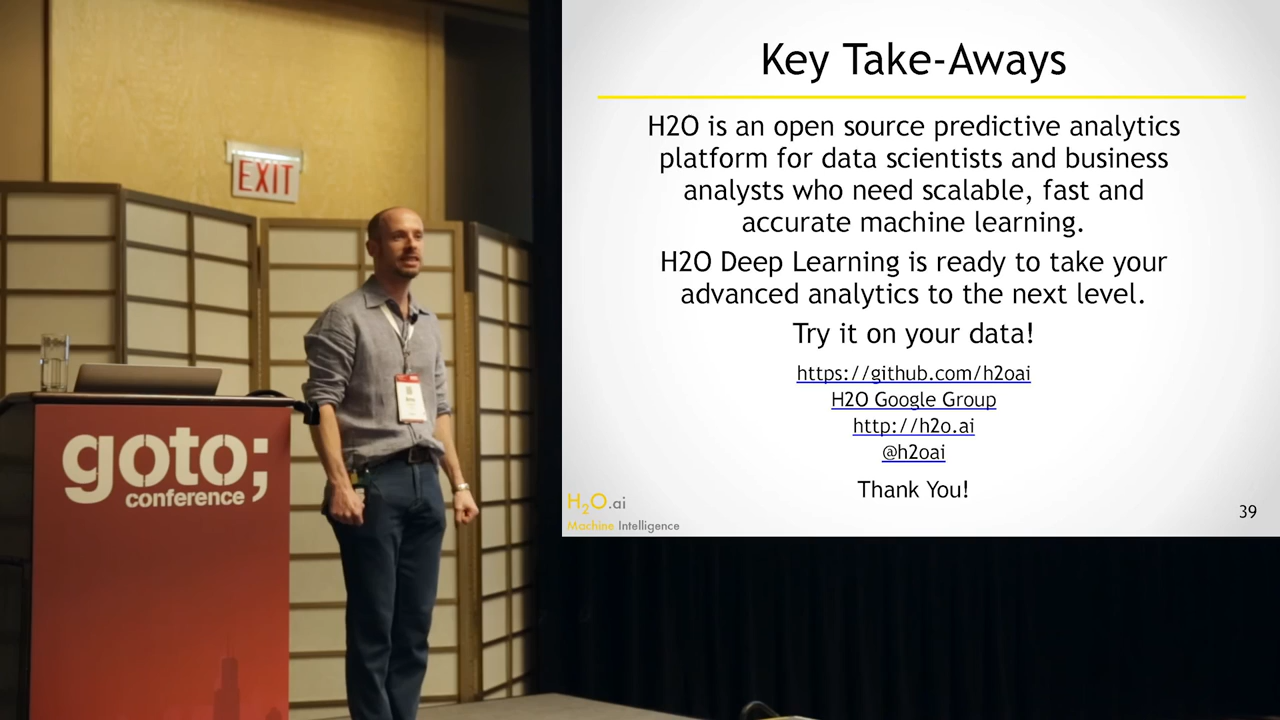 EXIT
goto;
conference
Key Take-Aways
H2O is an open source predictive analytics
platform for data scientists and business
analysts who need scalable, fast and
accurate machine learning.
H2O Deep Learning is ready to take your
advanced analytics to the next level.
Try it on your data!
https://github.com/h2oai
H2O Google Group
http://h2o.ai
@h2oai
Thank You!
H2O.ai
Machine Intelligence
39